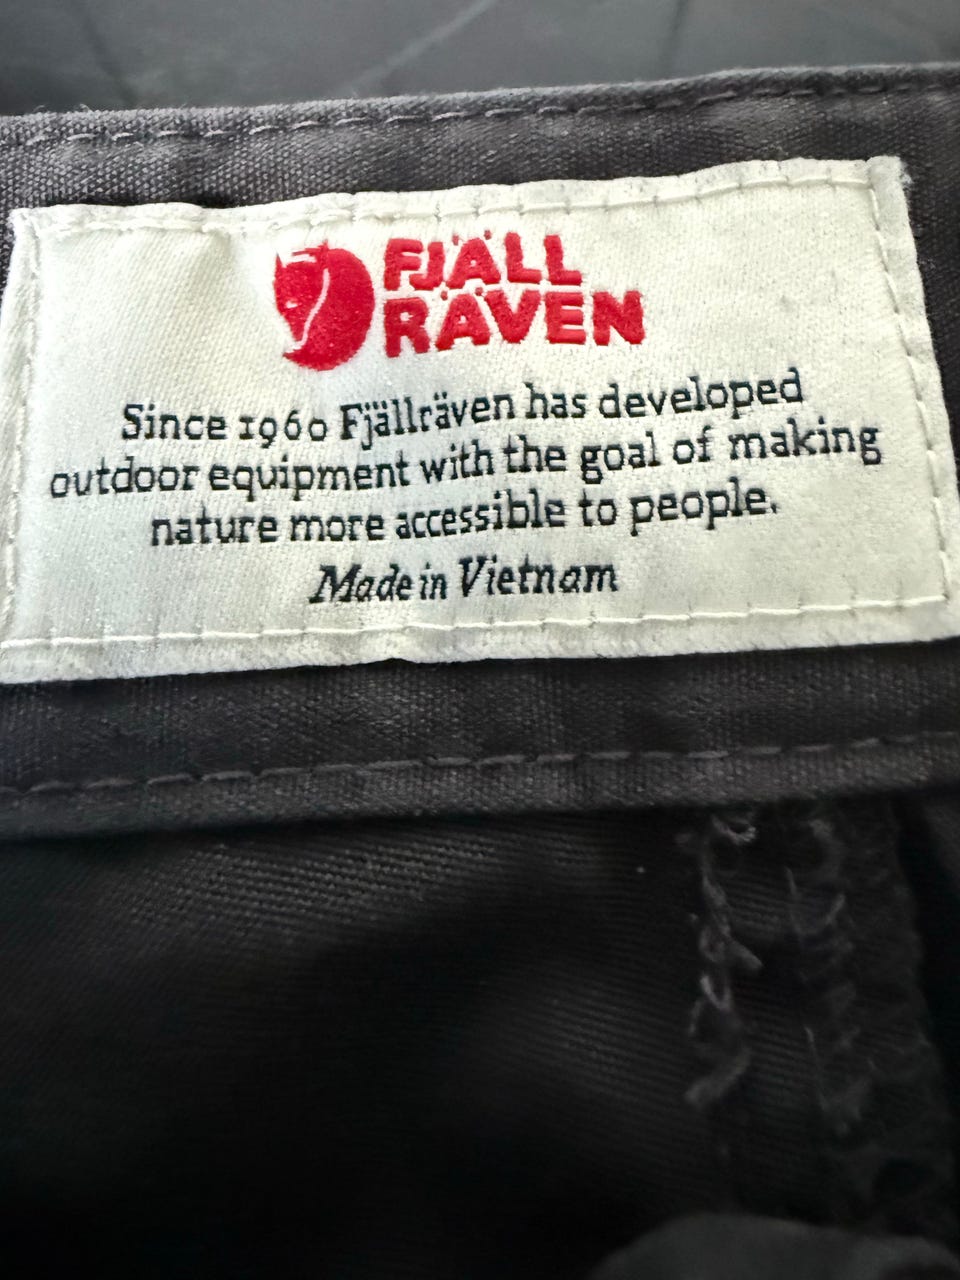 FJÄLL
RÄVEN
Since 1960 Fjällräven has developed
outdoor equipment with the goal of making
nature more accessible to people.
Made in Vietnam